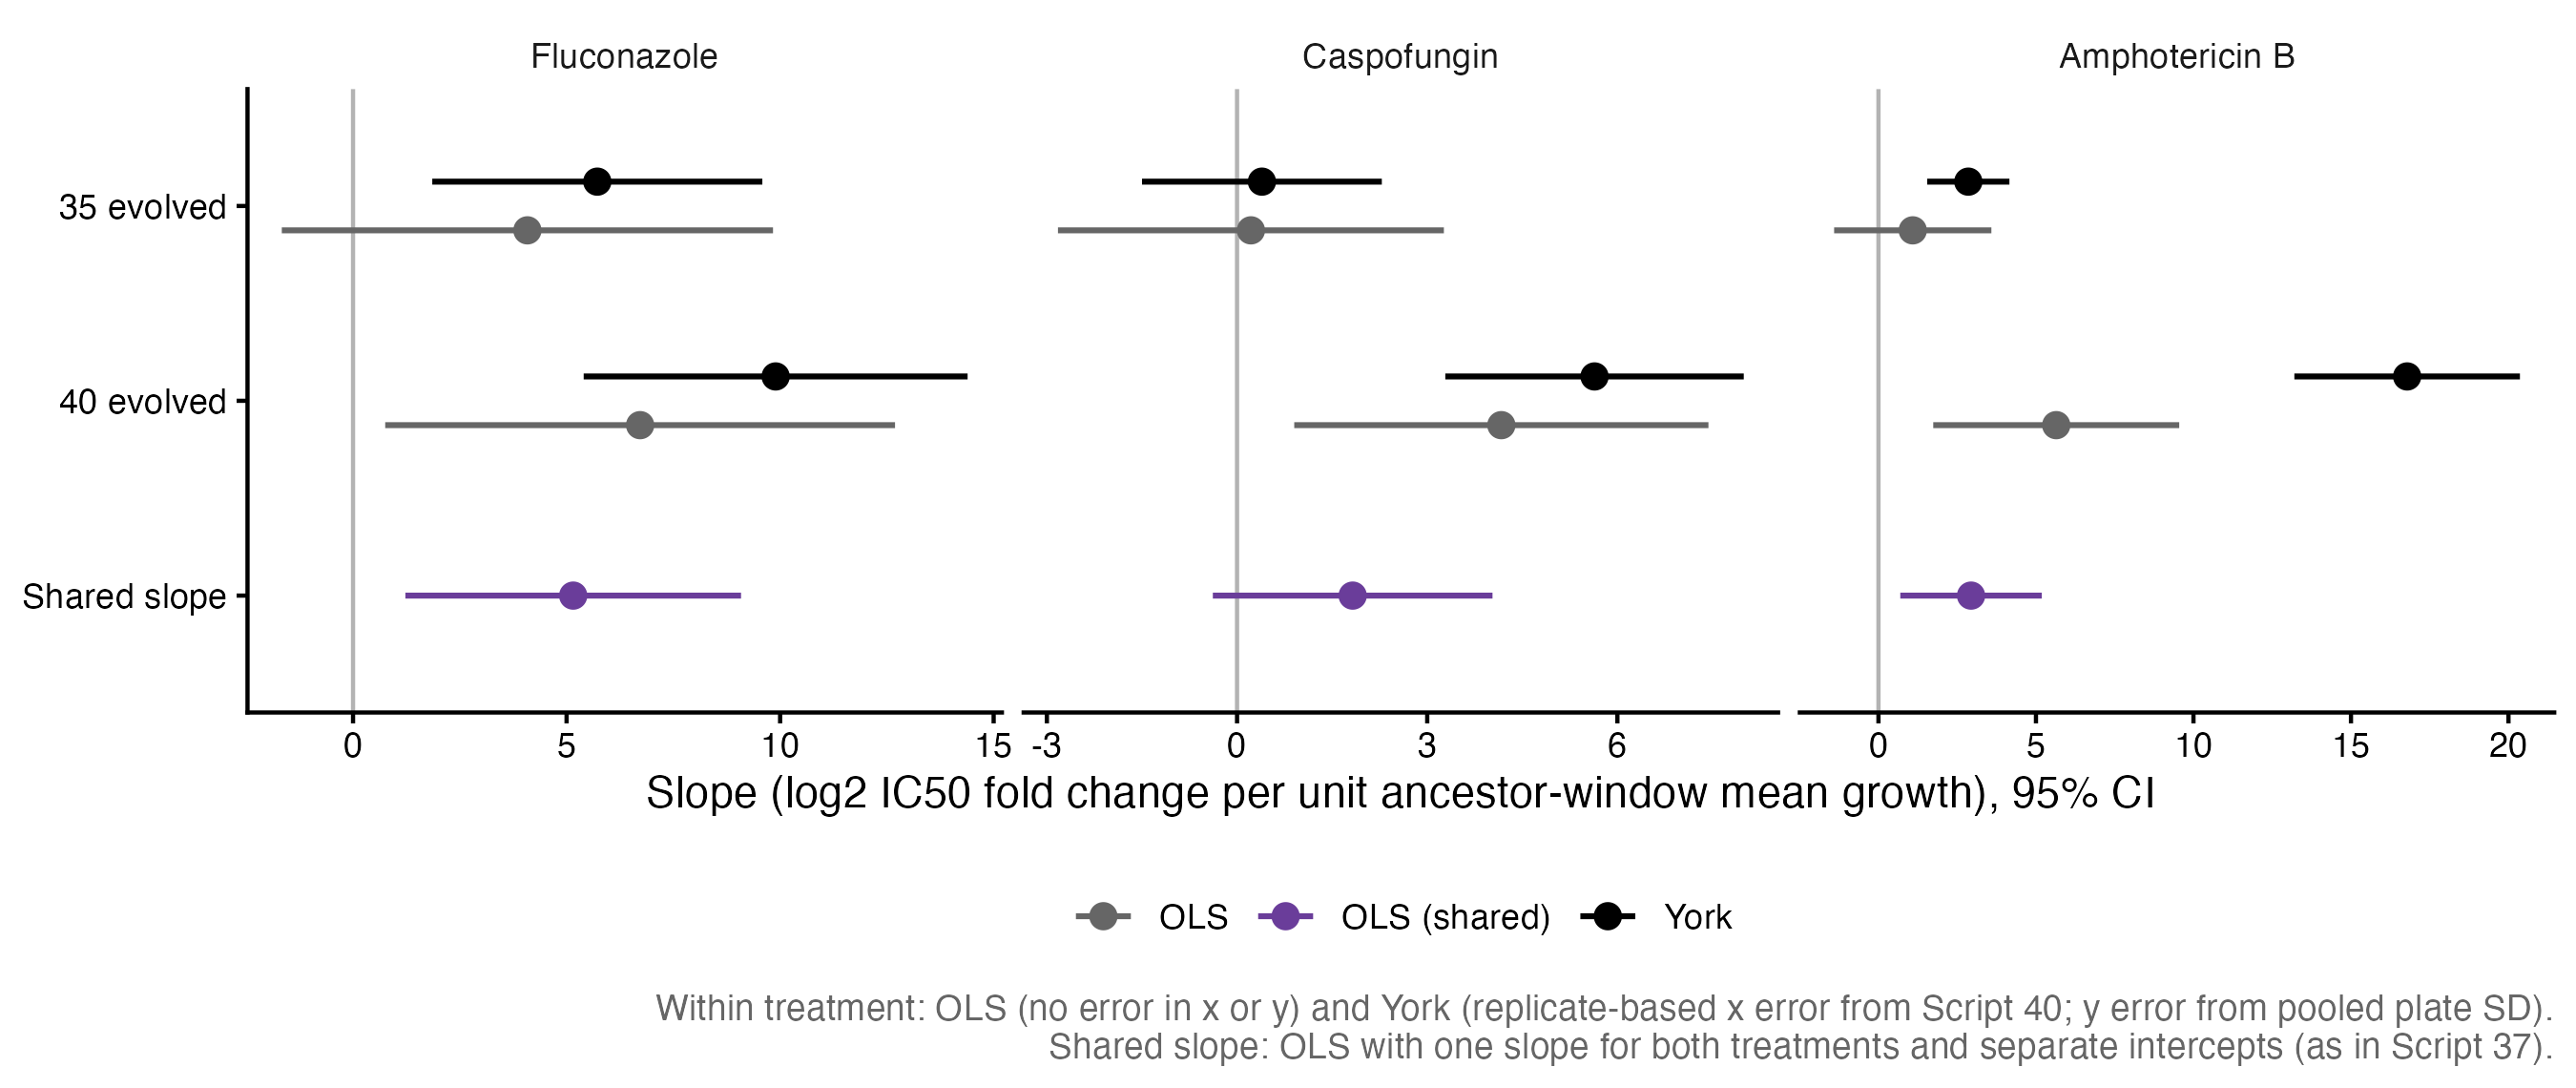 Fluconazole
Caspofungin
Amphotericin B
35 evolved
40 evolved
Shared slope
0 5 10 15
-3 0 3 6
0 5 10 15 20
Slope (log2 IC50 fold change per unit ancestor-window mean growth), 95% CI
OLS OLS (shared) York
Within treatment: OLS (no error in x or y) and York (replicate-based x error from Script 40; y error from pooled plate SD).
Shared slope: OLS with one slope for both treatments and separate intercepts (as in Script 37).